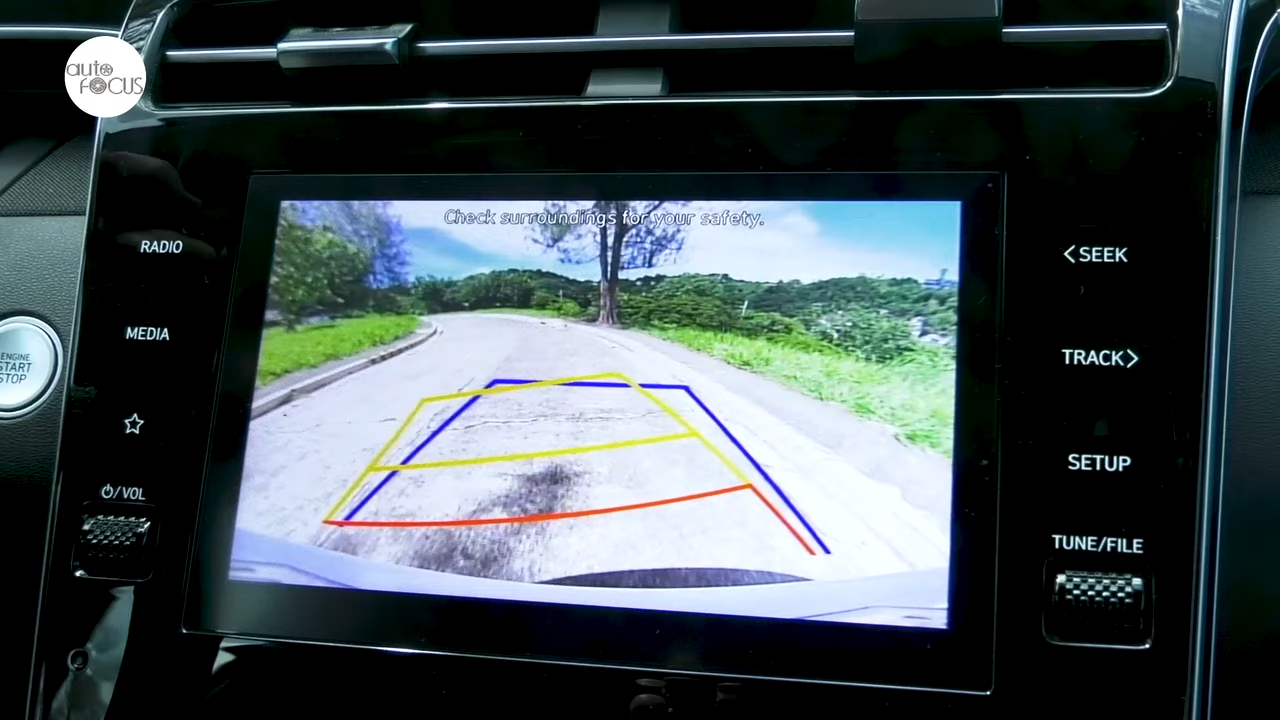 auto
FOCUS
Check surroundings for your safety.
RADIO
MEDIA
ENGINE
START
STOP
/VOL
<SEEK
TRACK>
SETUP
TUNE/FILE